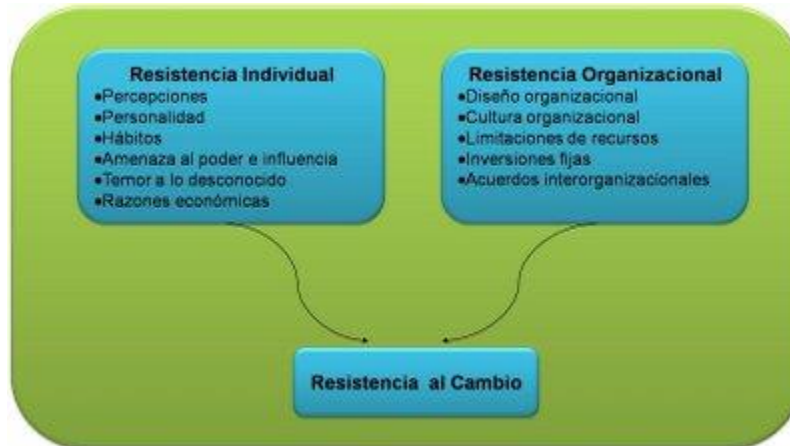 Resistencia Individual
•Percepciones
•Personalidad
•Hábitos
•Amenaza al poder e influencia
•Temor a lo desconocido
•Razones económicas
Resistencia Organizacional
•Diseño organizacional
•Cultura organizacional
•Limitaciones de recursos
•Inversiones fijas
•Acuerdos interorganizacionales
Resistencia al Cambio